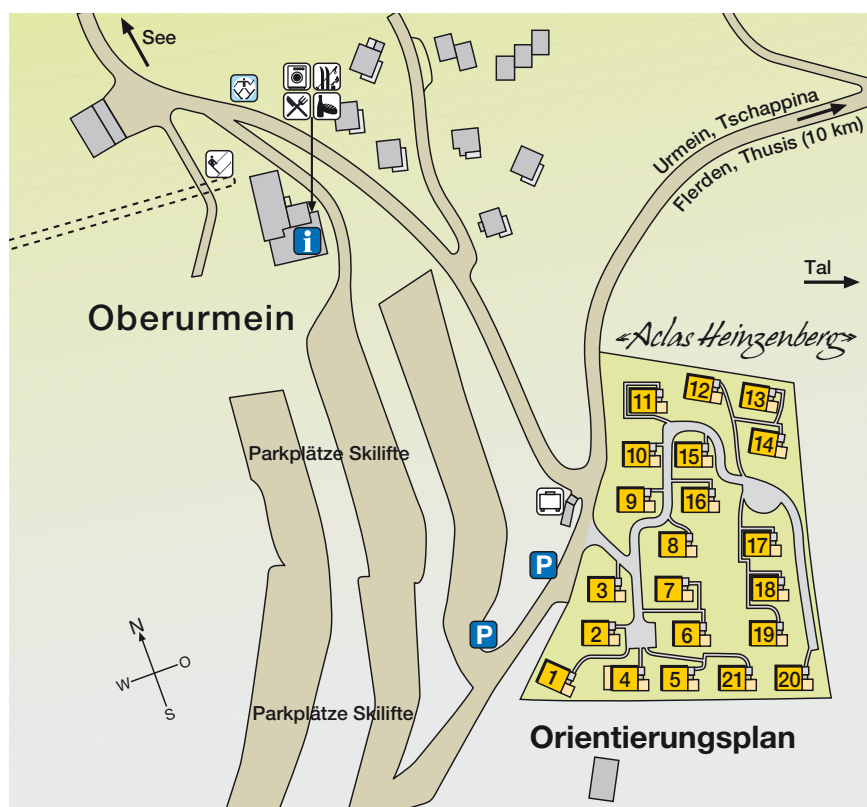 See
i
Urmein, Tschappina
Flerden, Thusis (10 km)
Tal
Oberurmein
«Aclas Heinzenberg»
12
13
11
14
10
15
9
16
8
17
3
7
18
2
6
19
1
4
5
21
20
Parkplätze Skilifte
P
P
N
W
O
S
Parkplätze Skilifte
Orientierungsplan